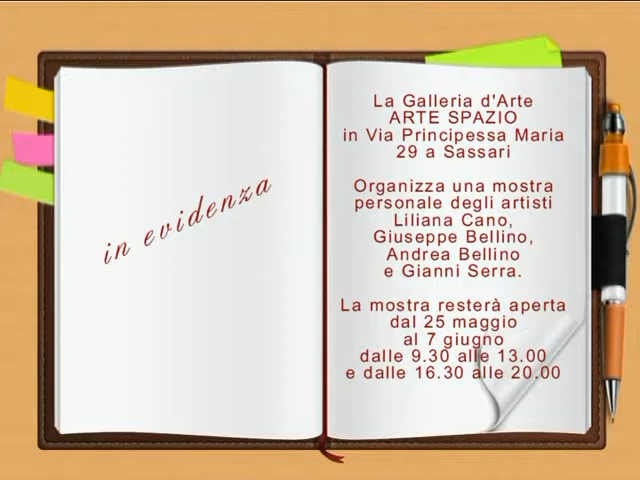 in evidenza
La Galleria d'Arte
ARTE SPAZIO
in Via Principessa Maria
29 a Sassari
Organizza una mostra
personale degli artisti
Liliana Cano,
Giuseppe Bellino,
Andrea Bellino
e Gianni Serra.
La mostra resterà aperta
dal 25 maggio
al 7 giugno
dalle 9.30 alle 13.00
e dalle 16.30 alle 20.00